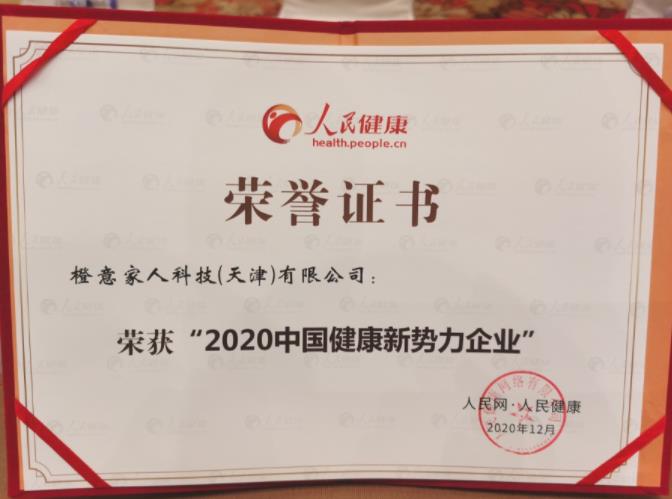 人民健康
health.people.cn
荣誉证书
橙意家人科技(天津)有限公司：
荣获“2020中国健康新势力企业”
人民网·人民健康
2020年12月